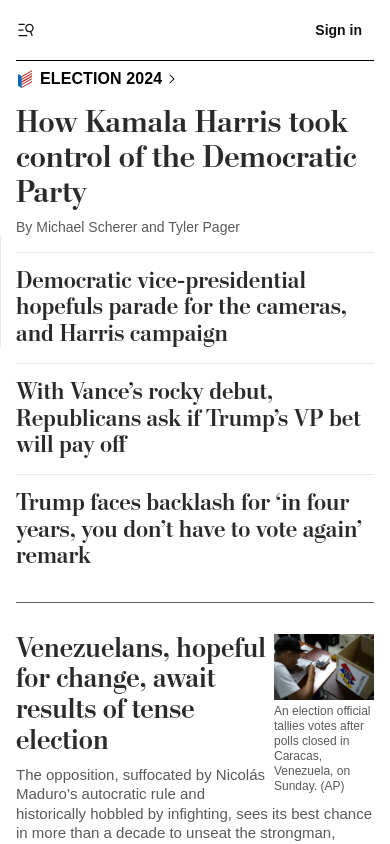 Sign in
ELECTION 2024
How Kamala Harris took
control of the Democratic
Party
By Michael Scherer and Tyler Pager
Democratic vice-presidential
hopefuls parade for the cameras,
and Harris campaign
With Vance’s rocky debut,
Republicans ask if Trump’s VP bet
will pay off
Trump faces backlash for ‘in four
years, you don’t have to vote again’
remark
Venezuelans, hopeful
for change, await
results of tense
election
An election official
tallies votes after
polls closed in
Caracas,
Venezuela, on
Sunday. (AP)
The opposition, suffocated by Nicolás
Maduro’s autocratic rule and
historically hobbled by infighting, sees its best chance
in more than a decade to unseat the strongman,